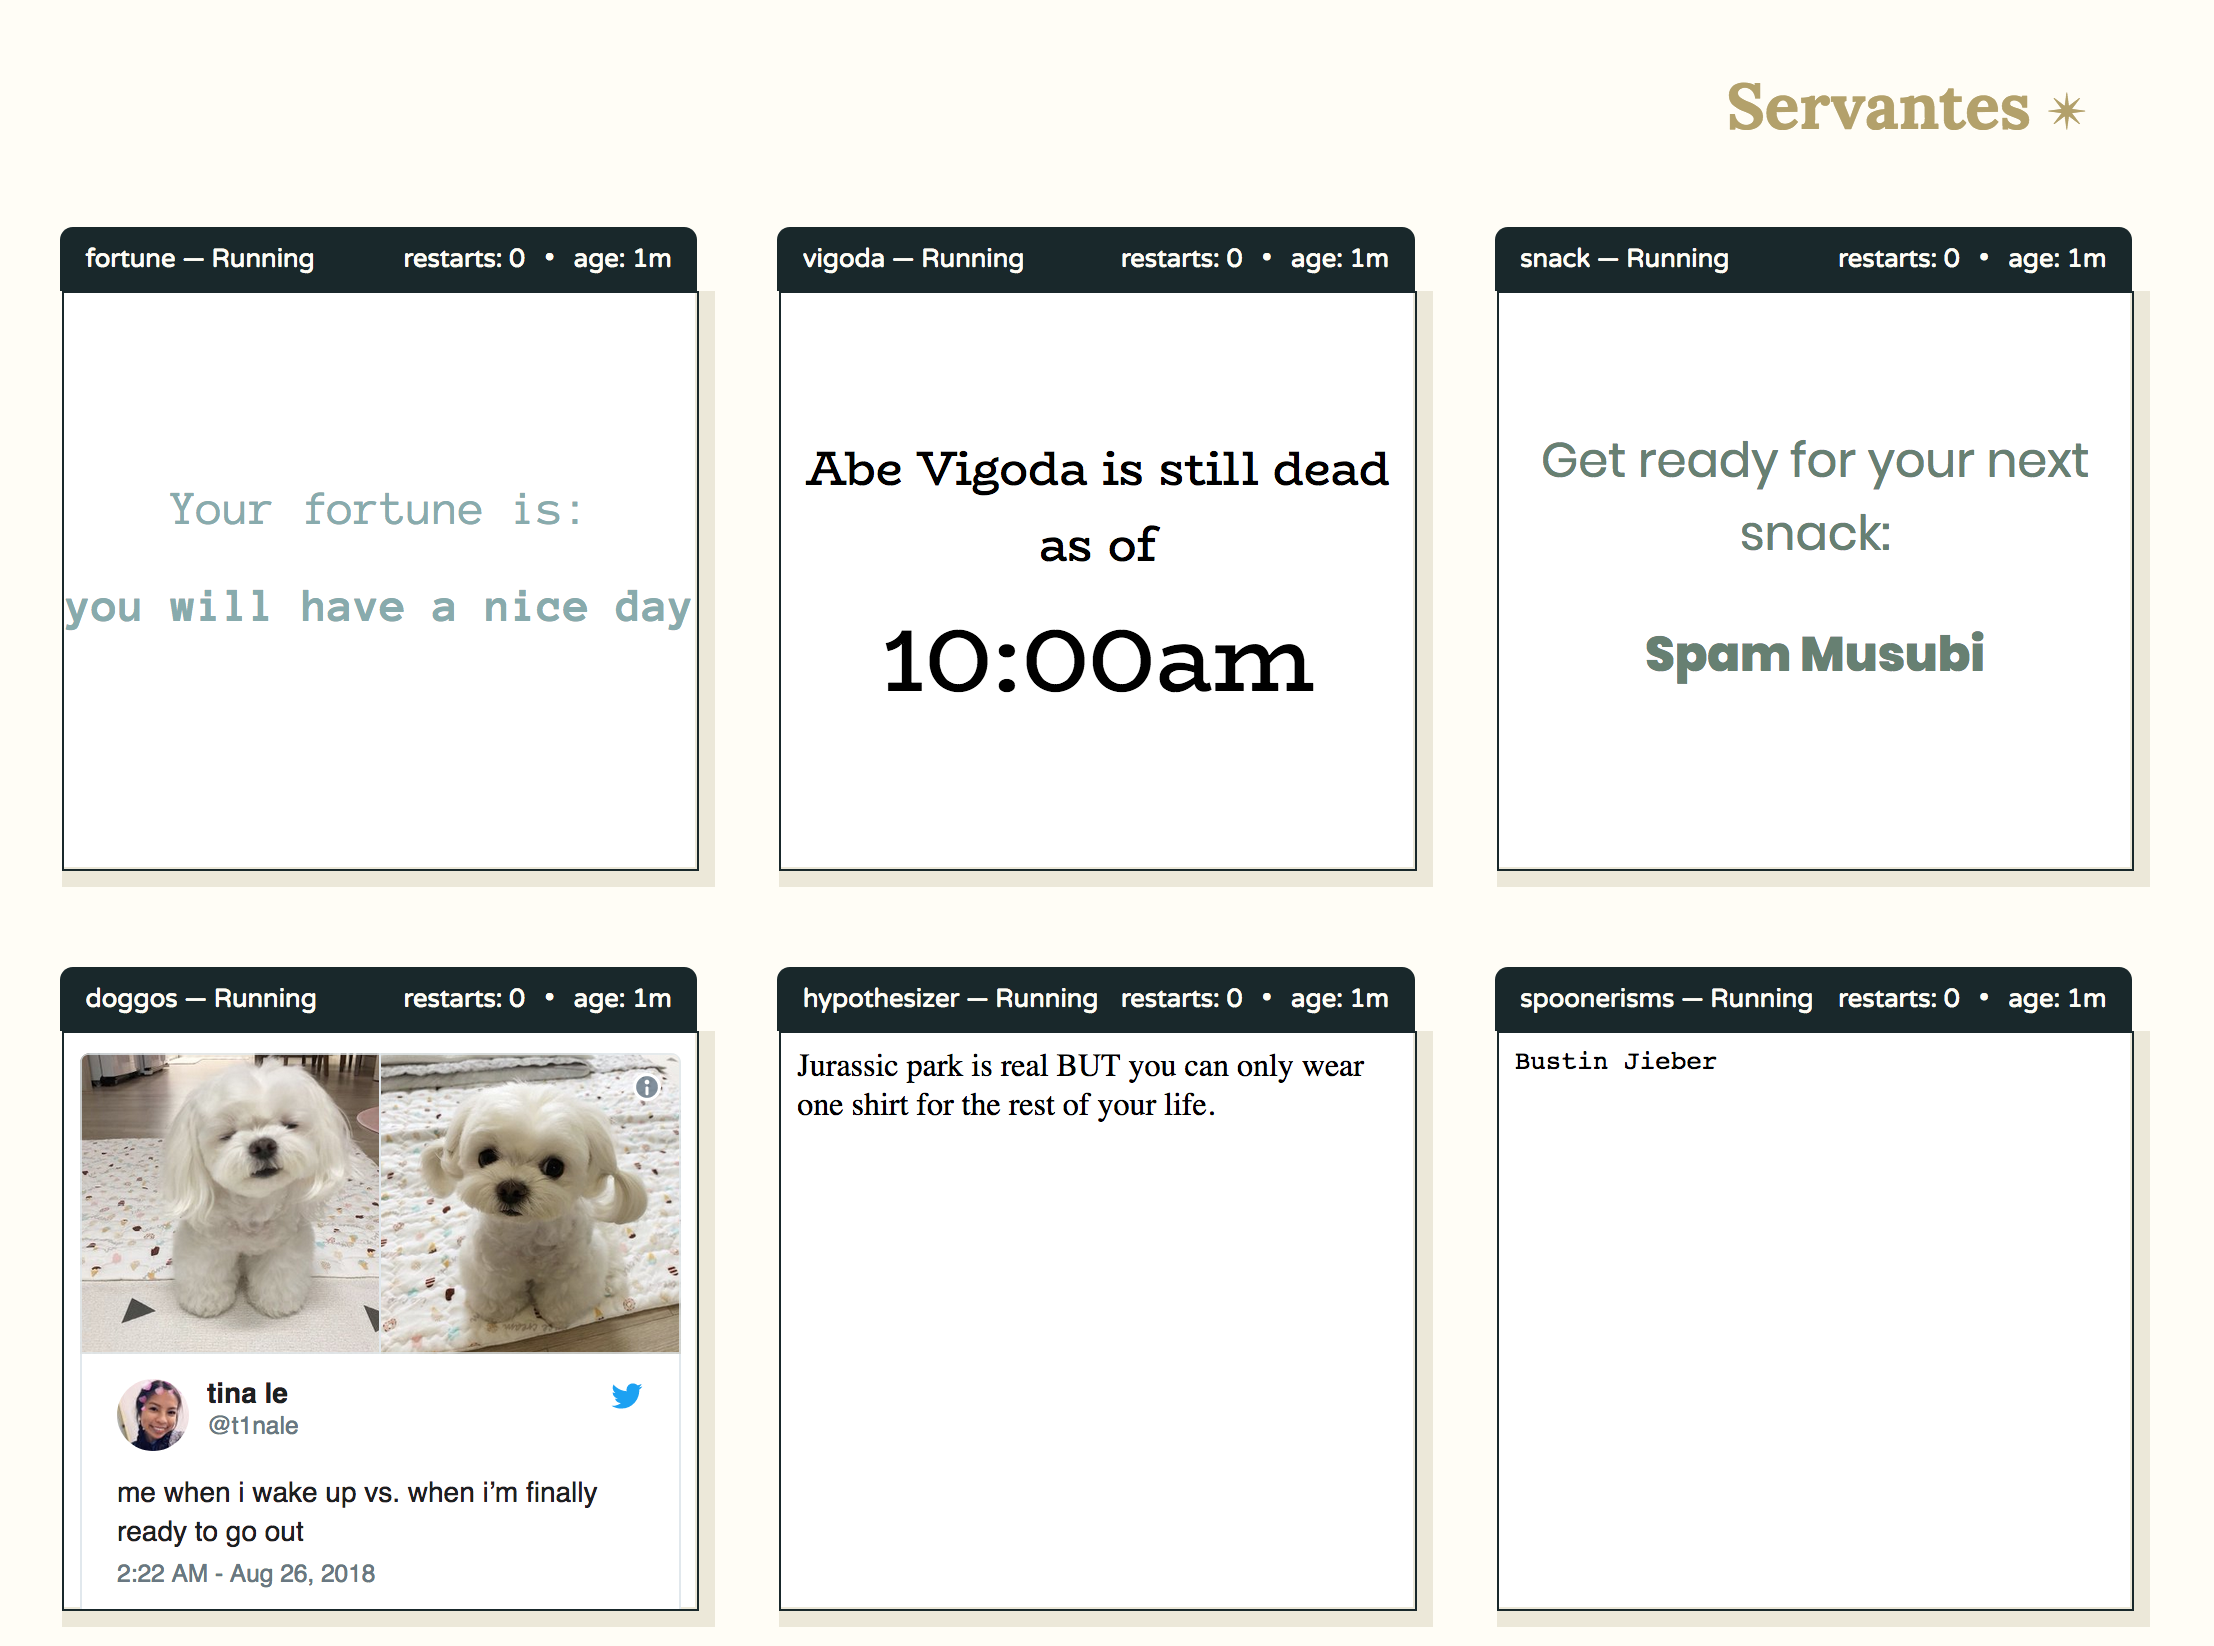 Servantes ✴
fortune — Running restarts: 0 • age: 1m
Your fortune is:
you will have a nice day
vigoda — Running restarts: 0 • age: 1m
Abe Vigoda is still dead
as of
10:00am
snack — Running restarts: 0 • age: 1m
Get ready for your next
snack:
Spam Musubi
doggos — Running restarts: 0 • age: 1m
tina le
@t1nale
me when i wake up vs. when i'm finally
ready to go out
2:22 AM - Aug 26, 2018
hypothesizer — Running restarts: 0 • age: 1m
Jurassic park is real BUT you can only wear
one shirt for the rest of your life.
spoonerisms — Running restarts: 0 • age: 1m
Bustin Jieber